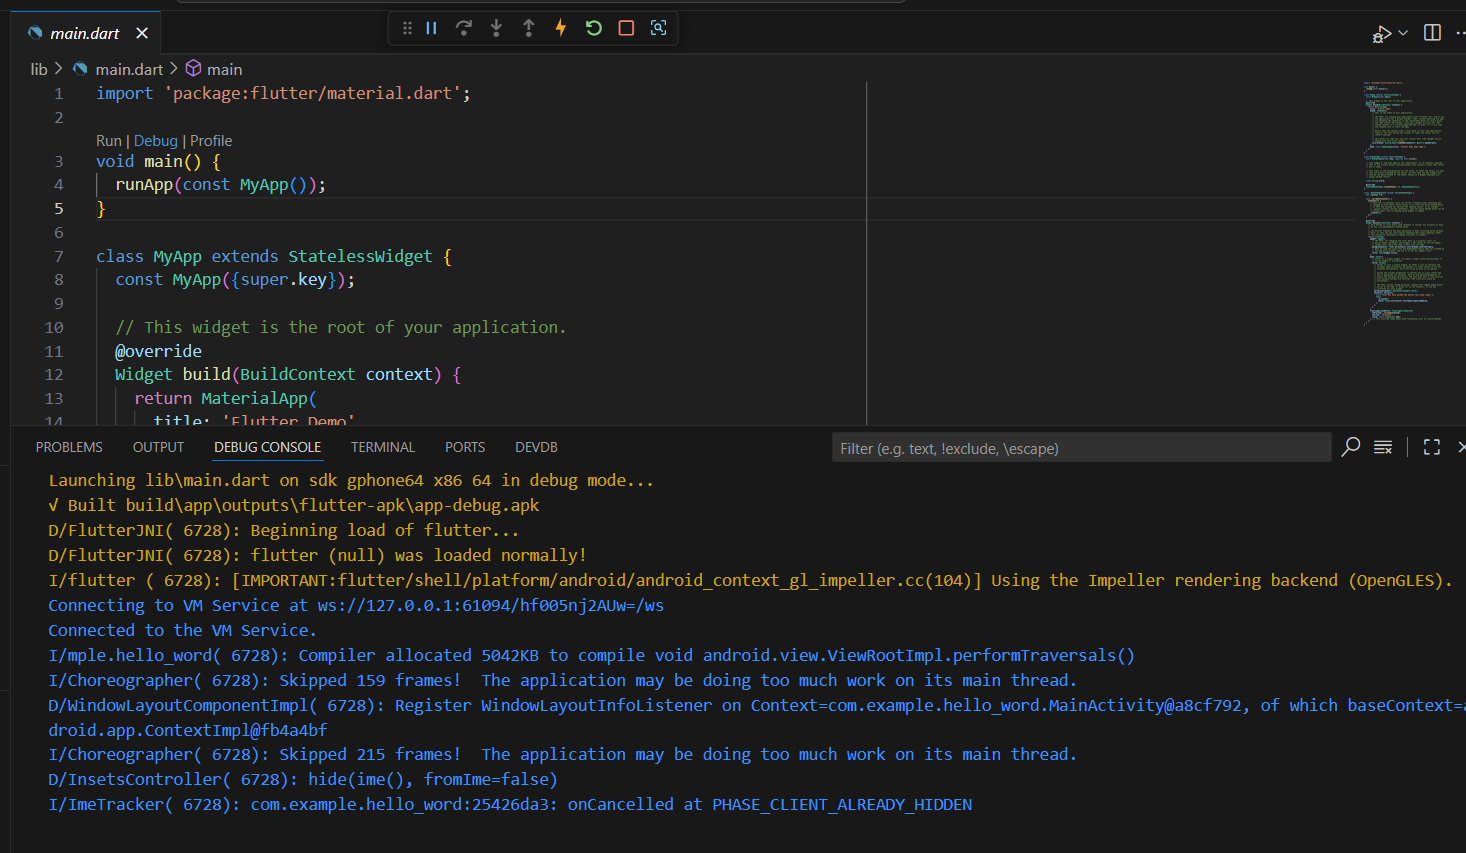 main.dart
lib > main.dart > main
1 import 'package:flutter/material.dart';
2
Run | Debug | Profile
3 void main() {
4 runApp(const MyApp());
5 }
6
7 class MyApp extends StatelessWidget {
8 const MyApp({super.key});
9
10 // This widget is the root of your application.
11 @override
12 Widget build(BuildContext context) {
13 return MaterialApp(
14 title: 'Flutter Demo'
PROBLEMS OUTPUT DEBUG CONSOLE TERMINAL PORTS DEVDB Filter (e.g. text, !exclude, \escape)
Launching lib\main.dart on sdk gphone64 x86 64 in debug mode...
√ Built build\app\outputs\flutter-apk\app-debug.apk
D/FlutterJNI( 6728): Beginning load of flutter...
D/FlutterJNI( 6728): flutter (null) was loaded normally!
I/flutter ( 6728): [IMPORTANT:flutter/shell/platform/android/android_context_gl_impeller.cc(104)] Using the Impeller rendering backend (OpenGLES).
Connecting to VM Service at ws://127.0.0.1:61094/hf005nj2AUw=/ws
Connected to the VM Service.
I/mple.hello_word( 6728): Compiler allocated 5042KB to compile void android.view.ViewRootImpl.performTraversals()
I/Choreographer( 6728): Skipped 159 frames!  The application may be doing too much work on its main thread.
D/WindowLayoutComponentImpl( 6728): Register WindowLayoutInfoListener on Context=com.example.hello_word.MainActivity@a8cf792, of which baseContext=a
droid.app.ContextImpl@fb4a4bf
I/Choreographer( 6728): Skipped 215 frames!  The application may be doing too much work on its main thread.
D/InsetsController( 6728): hide(ime(), fromIme=false)
I/ImeTracker( 6728): com.example.hello_word:25426da3: onCancelled at PHASE_CLIENT_ALREADY_HIDDEN